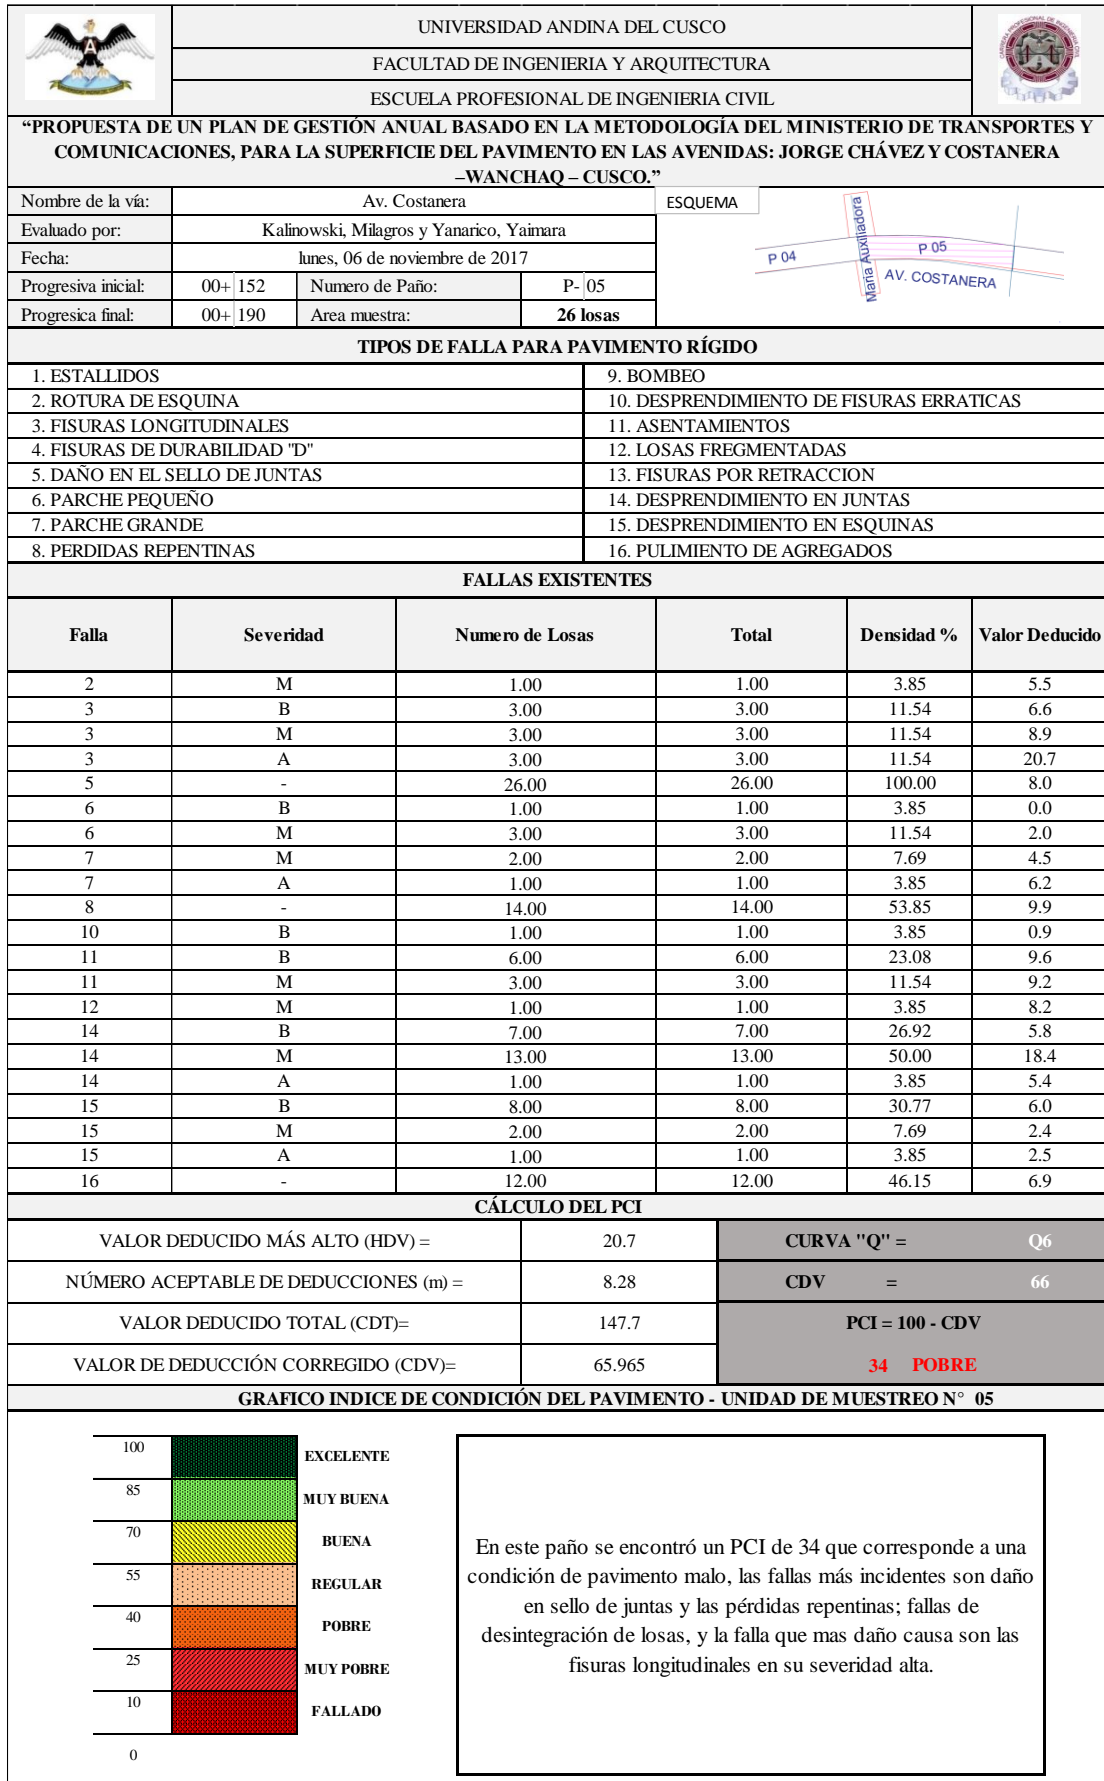 UNIVERSIDAD ANDINA DEL CUSCO
FACULTAD DE INGENIERIA Y ARQUITECTURA
ESCUELA PROFESIONAL DE INGENIERIA CIVIL
“PROPUESTA DE UN PLAN DE GESTIÓN ANUAL BASADO EN LA METODOLOGÍA DEL MINISTERIO DE TRANSPORTES Y
COMUNICACIONES, PARA LA SUPERFICIE DEL PAVIMENTO EN LAS AVENIDAS: JORGE CHÁVEZ Y COSTANERA
–WANCHAQ – CUSCO.”
Nombre de la vía: Av. Costanera
Evaluado por: Kalinowski, Milagros y Yanarico, Yaimara
Fecha: lunes, 06 de noviembre de 2017
Progresiva inicial: 00+ 152 Numero de Paño: P- 05
Progresica final: 00+ 190 Area muestra: 26 losas
ESQUEMA
P 04
Maria Auxiliadora
P 05
AV. COSTANERA
TIPOS DE FALLA PARA PAVIMENTO RÍGIDO
1. ESTALLIDOS 9. BOMBEO
2. ROTURA DE ESQUINA 10. DESPRENDIMIENTO DE FISURAS ERRATICAS
3. FISURAS LONGITUDINALES 11. ASENTAMIENTOS
4. FISURAS DE DURABILIDAD "D" 12. LOSAS FREGMENTADAS
5. DAÑO EN EL SELLO DE JUNTAS 13. FISURAS POR RETRACCION
6. PARCHE PEQUEÑO 14. DESPRENDIMIENTO EN JUNTAS
7. PARCHE GRANDE 15. DESPRENDIMIENTO EN ESQUINAS
8. PERDIDAS REPENTINAS 16. PULIMIENTO DE AGREGADOS
FALLAS EXISTENTES
Falla Severidad Numero de Losas Total Densidad % Valor Deducido
2 M 1.00 1.00 3.85 5.5
3 B 3.00 3.00 11.54 6.6
3 M 3.00 3.00 11.54 8.9
3 A 3.00 3.00 11.54 20.7
5 - 26.00 26.00 100.00 8.0
6 B 1.00 1.00 3.85 0.0
6 M 3.00 3.00 11.54 2.0
7 M 2.00 2.00 7.69 4.5
7 A 1.00 1.00 3.85 6.2
8 - 14.00 14.00 53.85 9.9
10 B 1.00 1.00 3.85 0.9
11 B 6.00 6.00 23.08 9.6
11 M 3.00 3.00 11.54 9.2
12 M 1.00 1.00 3.85 8.2
14 B 7.00 7.00 26.92 5.8
14 M 13.00 13.00 50.00 18.4
14 A 1.00 1.00 3.85 5.4
15 B 8.00 8.00 30.77 6.0
15 M 2.00 2.00 7.69 2.4
15 A 1.00 1.00 3.85 2.5
16 - 12.00 12.00 46.15 6.9
CÁLCULO DEL PCI
VALOR DEDUCIDO MÁS ALTO (HDV) = 20.7 CURVA "Q" = Q6
NÚMERO ACEPTABLE DE DEDUCCIONES (m) = 8.28 CDV = 66
VALOR DEDUCIDO TOTAL (CDT)= 147.7 PCI = 100 - CDV
VALOR DE DEDUCCIÓN CORREGIDO (CDV)= 65.965 34 POBRE
GRAFICO INDICE DE CONDICIÓN DEL PAVIMENTO - UNIDAD DE MUESTREO N° 05
100
EXCELENTE
85
MUY BUENA
70
BUENA
55
REGULAR
40
POBRE
25
MUY POBRE
10
FALLADO
0
En este paño se encontró un PCI de 34 que corresponde a una
condición de pavimento malo, las fallas más incidentes son daño
en sello de juntas y las pérdidas repentinas; fallas de
desintegración de losas, y la falla que mas daño causa son las
fisuras longitudinales en su severidad alta.